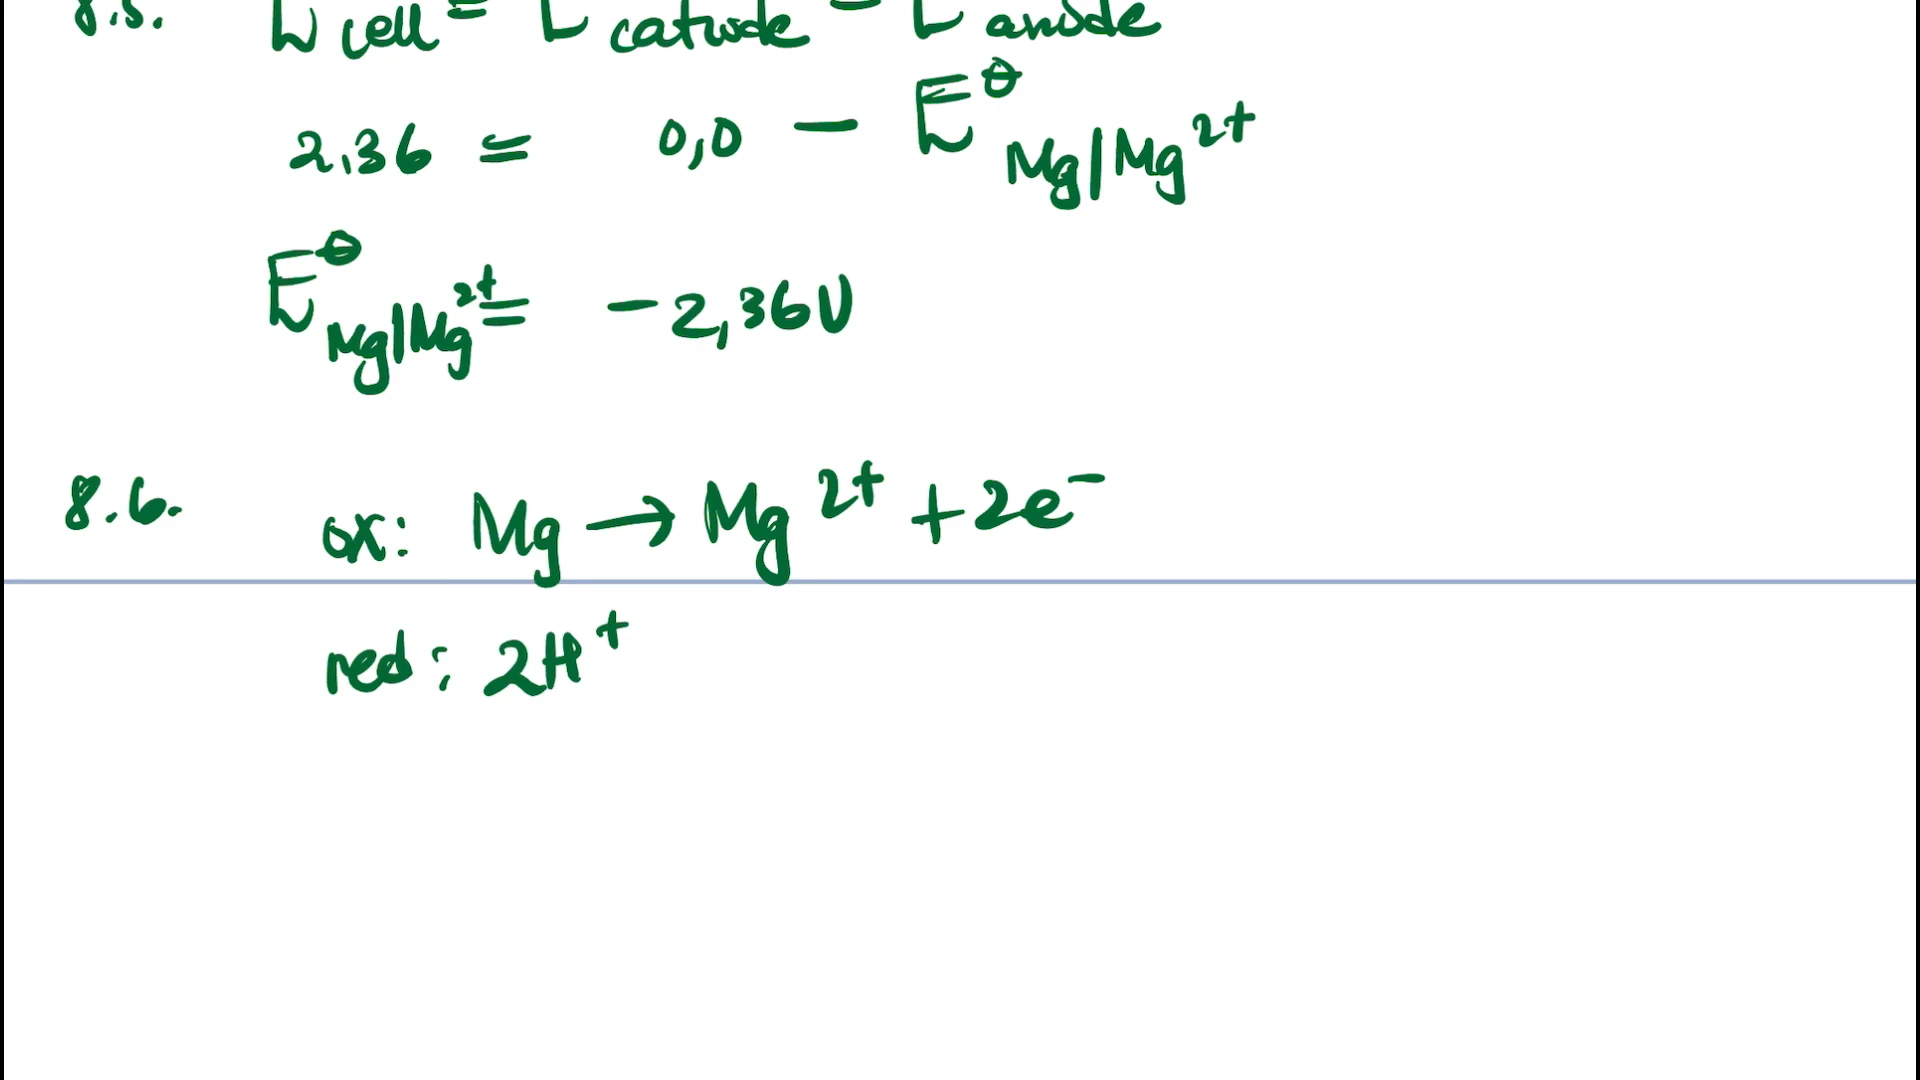 8.5. E cell = E catode - E anode
2,36 = 0,0 - E^θ Mg/Mg^2+
E^θ Mg|Mg^2+ = -2,36V
8.6. ox: Mg → Mg^2+ + 2e^-
red: 2H^+